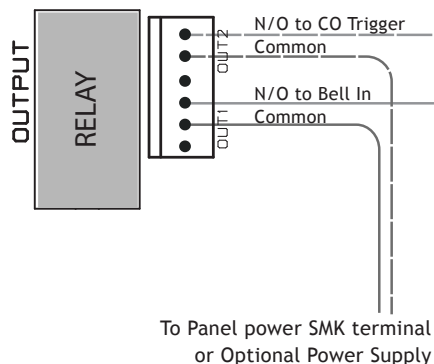 N/O to CO Trigger
Common
OUT2
N/O to Bell In
Common
OUT1
OUTPUT
RELAY
To Panel power SMK terminal
or Optional Power Supply